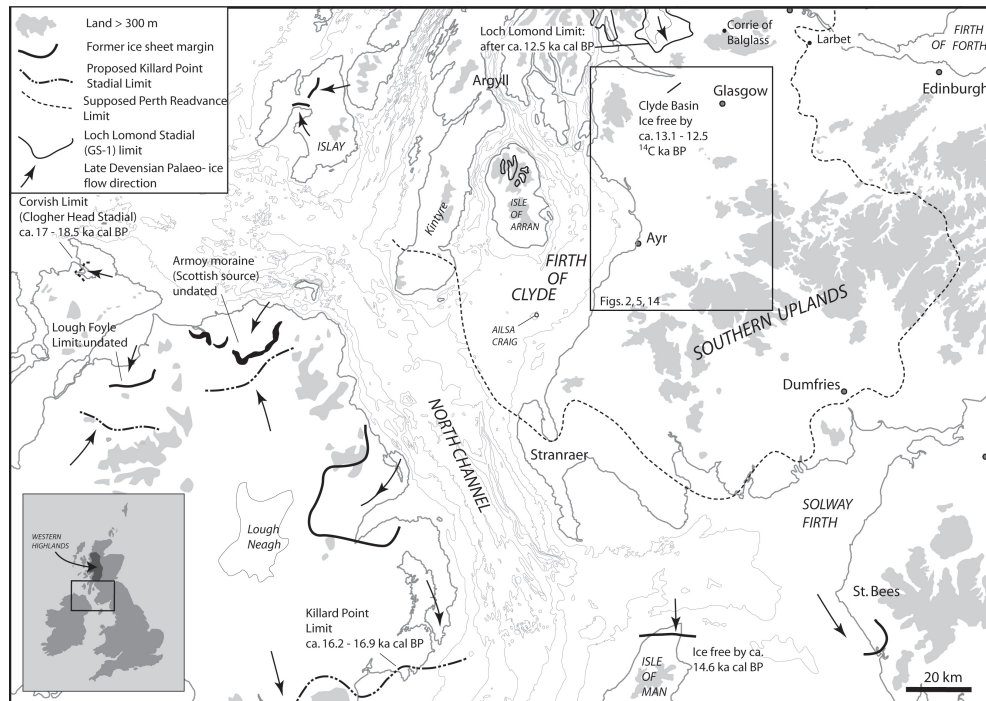 Land > 300 m
Former ice sheet margin
Proposed Killard Point
Stadial Limit
Supposed Perth Readvance
Limit
Loch Lomond Stadial
(GS-1) limit
Late Devensian Palaeo- ice
flow direction
Corvish Limit
(Clogher Head Stadial)
ca. 17 - 18.5 ka cal BP
Armoy moraine
(Scottish source)
undated
Lough Foyle
Limit: undated
ISLAY
Argyll
Kintyre
ISLE
OF
ARRAN
Loch Lomond Limit:
after ca. 12.5 ka cal BP
Corrie of
Balglass
Larbet
FIRTH
OF FORTH
Edinburgh
Glasgow
Clyde Basin
Ice free by
ca. 13.1 - 12.5
14C ka BP
Ayr
FIRTH
OF
CLYDE
AILSA
CRAIG
Figs. 2, 5, 14
SOUTHERN UPLANDS
Dumfries
NORTH CHANNEL
Stranraer
SOLWAY
FIRTH
Lough
Neagh
WESTERN
HIGHLANDS
Killard Point
Limit
ca. 16.2 - 16.9 ka cal BP
St. Bees
Ice free by ca.
14.6 ka cal BP
ISLE
OF
MAN
20 km